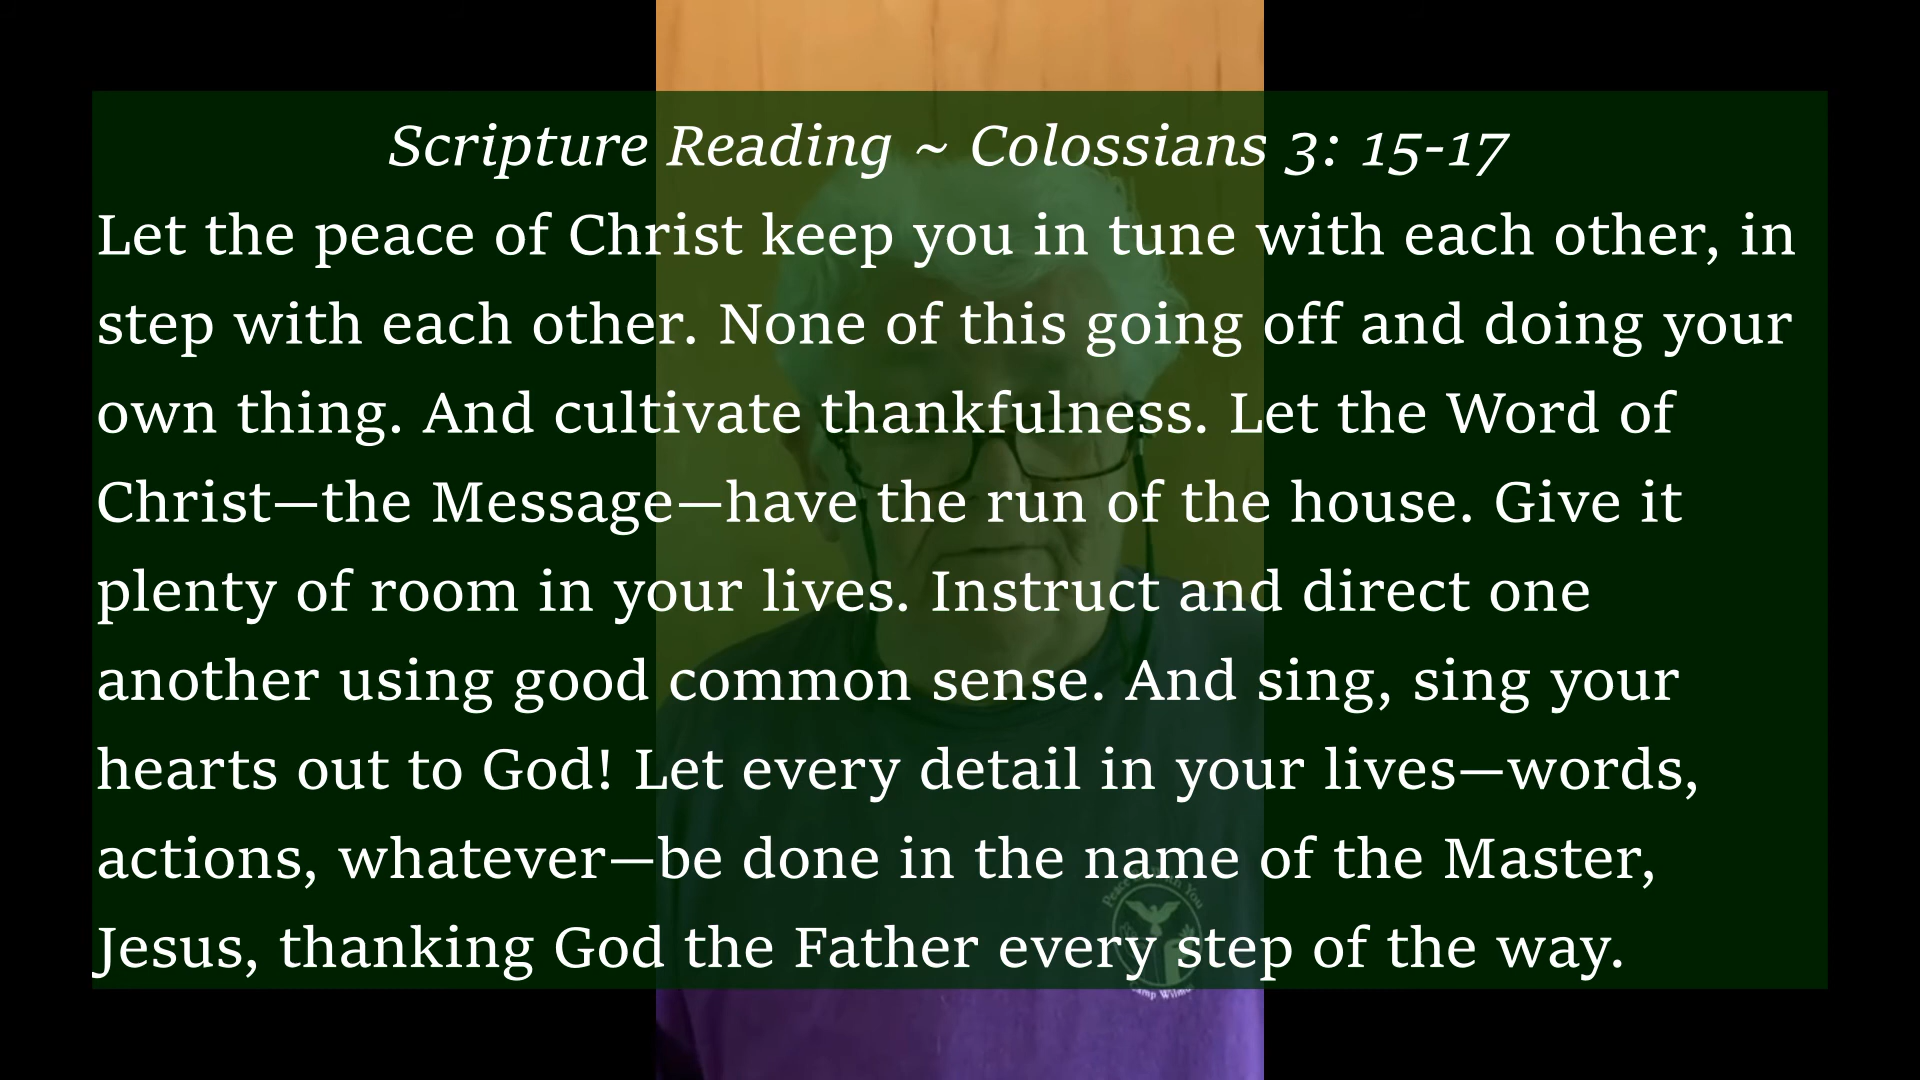 Scripture Reading ~ Colossians 3: 15-17
Let the peace of Christ keep you in tune with each other, in
step with each other. None of this going off and doing your
own thing. And cultivate thankfulness. Let the Word of
Christ—the Message—have the run of the house. Give it
plenty of room in your lives. Instruct and direct one
another using good common sense. And sing, sing your
hearts out to God! Let every detail in your lives—words,
actions, whatever—be done in the name of the Master,
Jesus, thanking God the Father every step of the way.
Peace
You